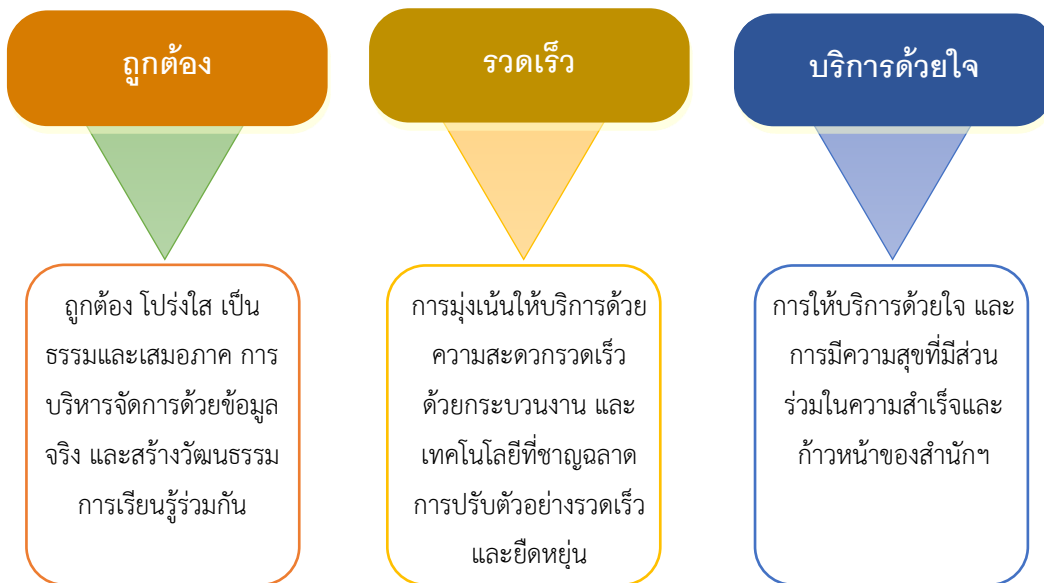 ถูกต้อง
ถูกต้อง โปร่งใส เป็น
ธรรมและเสมอภาค การ
บริหารจัดการด้วยข้อมูล
จริง และสร้างวัฒนธรรม
การเรียนรู้ร่วมกัน
รวดเร็ว
การมุ่งเน้นให้บริการด้วย
ความสะดวกรวดเร็ว
ด้วยกระบวนงาน และ
เทคโนโลยีที่ชาญฉลาด
การปรับตัวอย่างรวดเร็ว
และยืดหยุ่น
บริการด้วยใจ
การให้บริการด้วยใจ และ
การมีความสุขที่มีส่วน
ร่วมในความสำเร็จและ
ก้าวหน้าของสำนักฯ